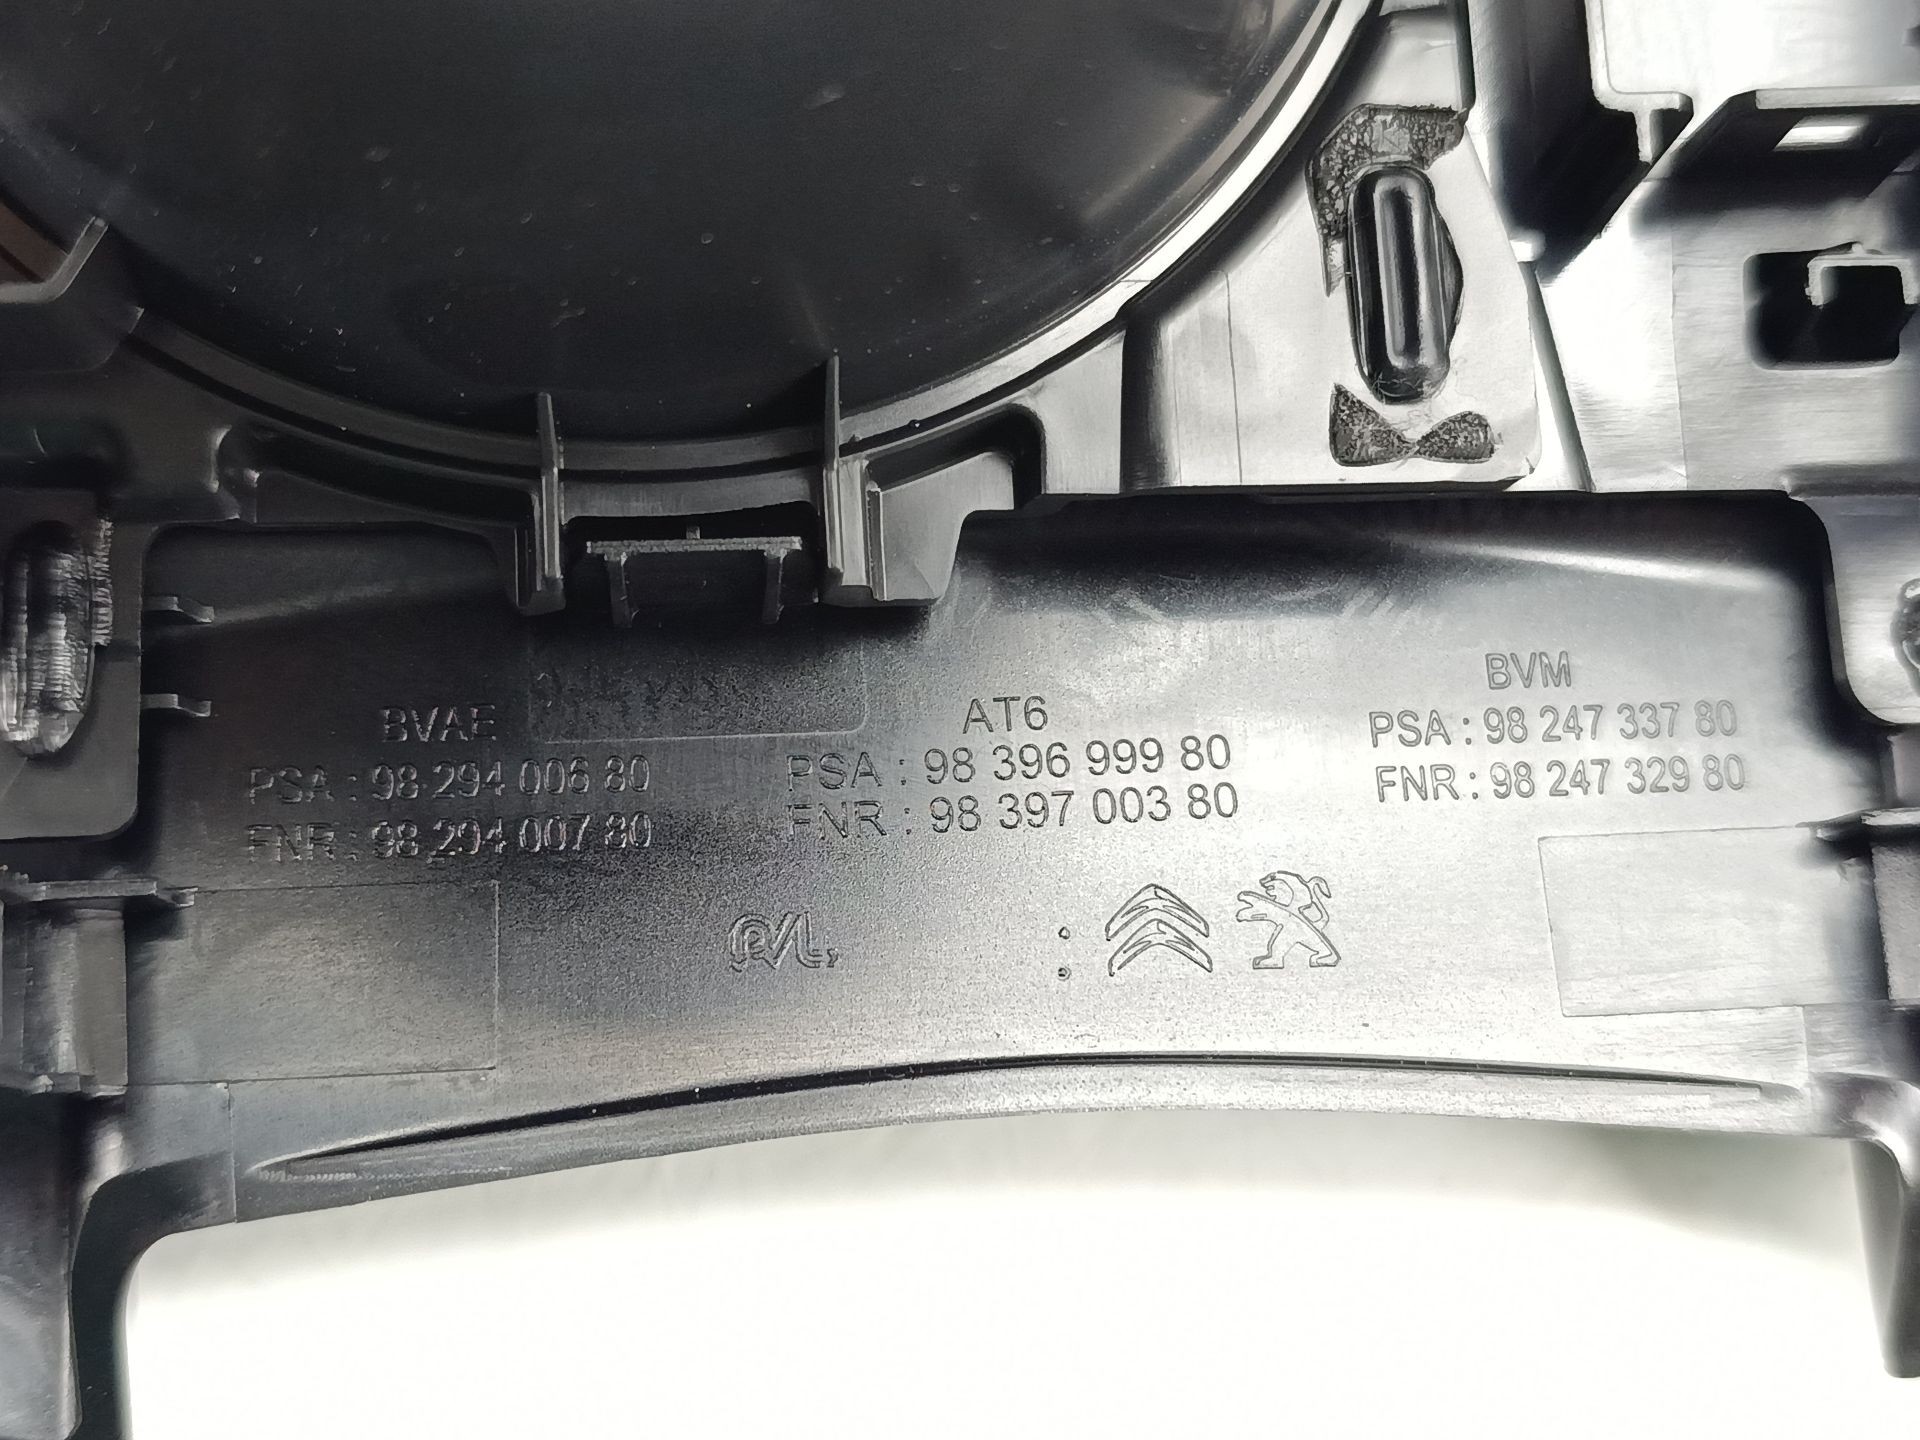 BVAE
PSA : 98 294 006 80
FNR : 98 294 007 80
AT6
PSA : 98 396 999 80
FNR : 98 397 003 80
BVM
PSA : 98 247 337 80
FNR : 98 247 329 80